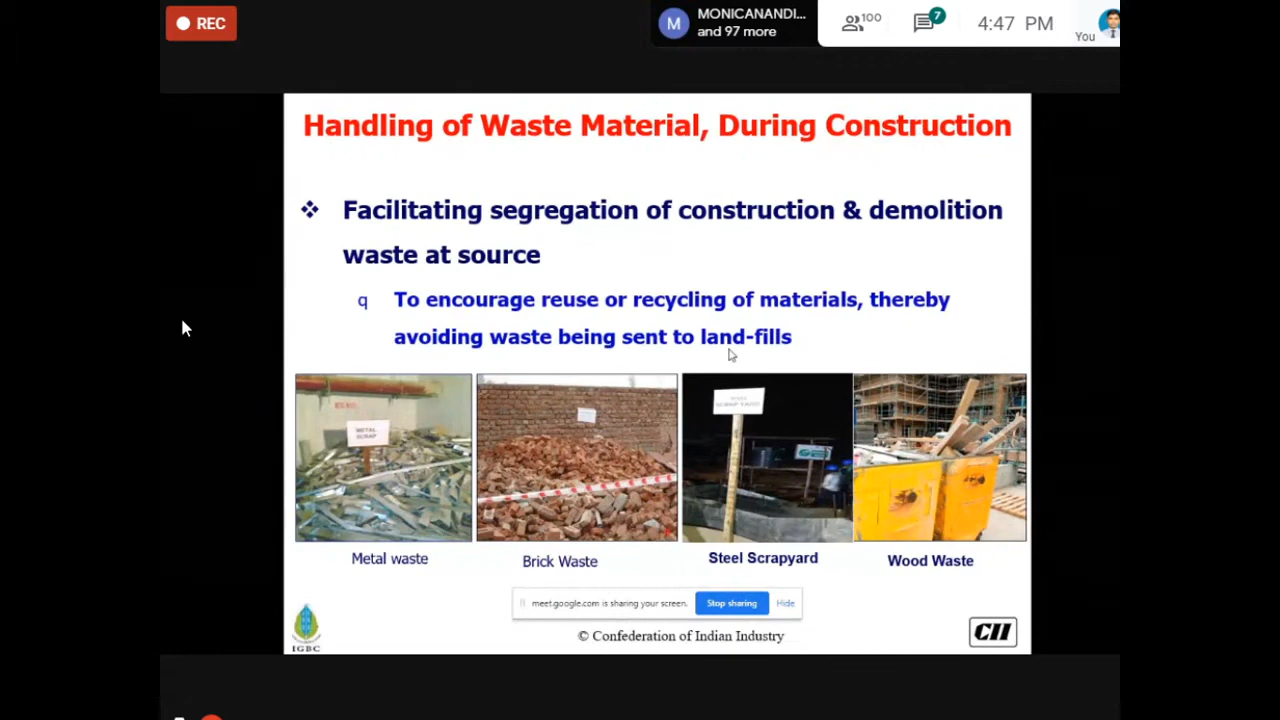 REC
M
MONICANANDI...
and 97 more
100
7
4:47 PM
You
Handling of Waste Material, During Construction
Facilitating segregation of construction & demolition
waste at source
q To encourage reuse or recycling of materials, thereby
avoiding waste being sent to land-fills
METAL
SCRAP
Metal waste
Brick Waste
Steel Scrapyard
Wood Waste
meet.google.com is sharing your screen.
Stop sharing
Hide
IGBC
© Confederation of Indian Industry
CII